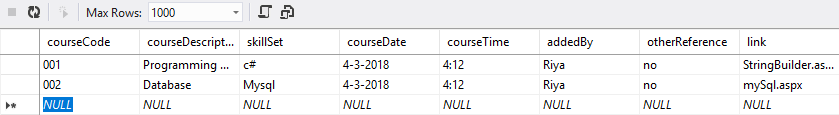 Max Rows: 1000
courseCode courseDescript... skillSet courseDate courseTime addedBy otherReference link
001 Programming ... c# 4-3-2018 4:12 Riya no StringBuilder.as...
002 Database Mysql 4-3-2018 4:12 Riya no mySql.aspx
NULL NULL NULL NULL NULL NULL NULL NULL